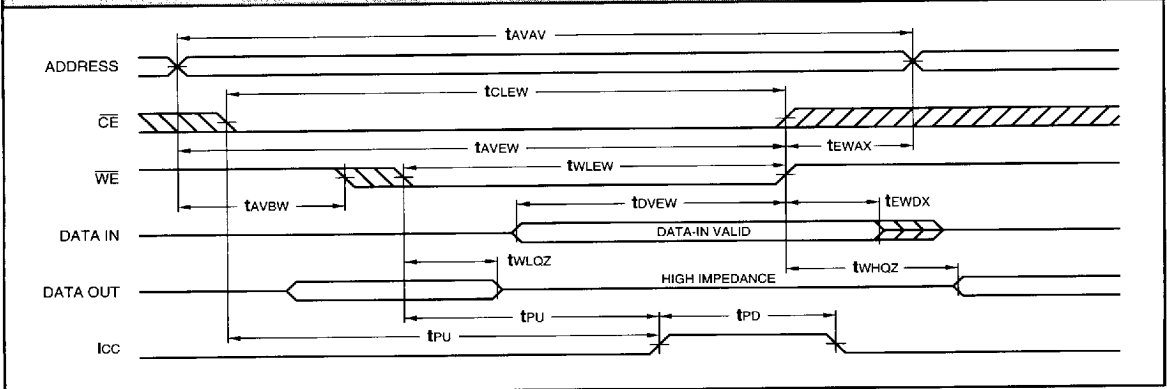 tAVAV
ADDRESS
tCLEW
CE
tAVEW
tEWAX
WE
tWLEW
tAVBW
tDVEW
tEWDX
DATA IN
DATA-IN VALID
tWLQZ
tWHQZ
HIGH IMPEDANCE
DATA OUT
tPU
tPD
tPU
ICC